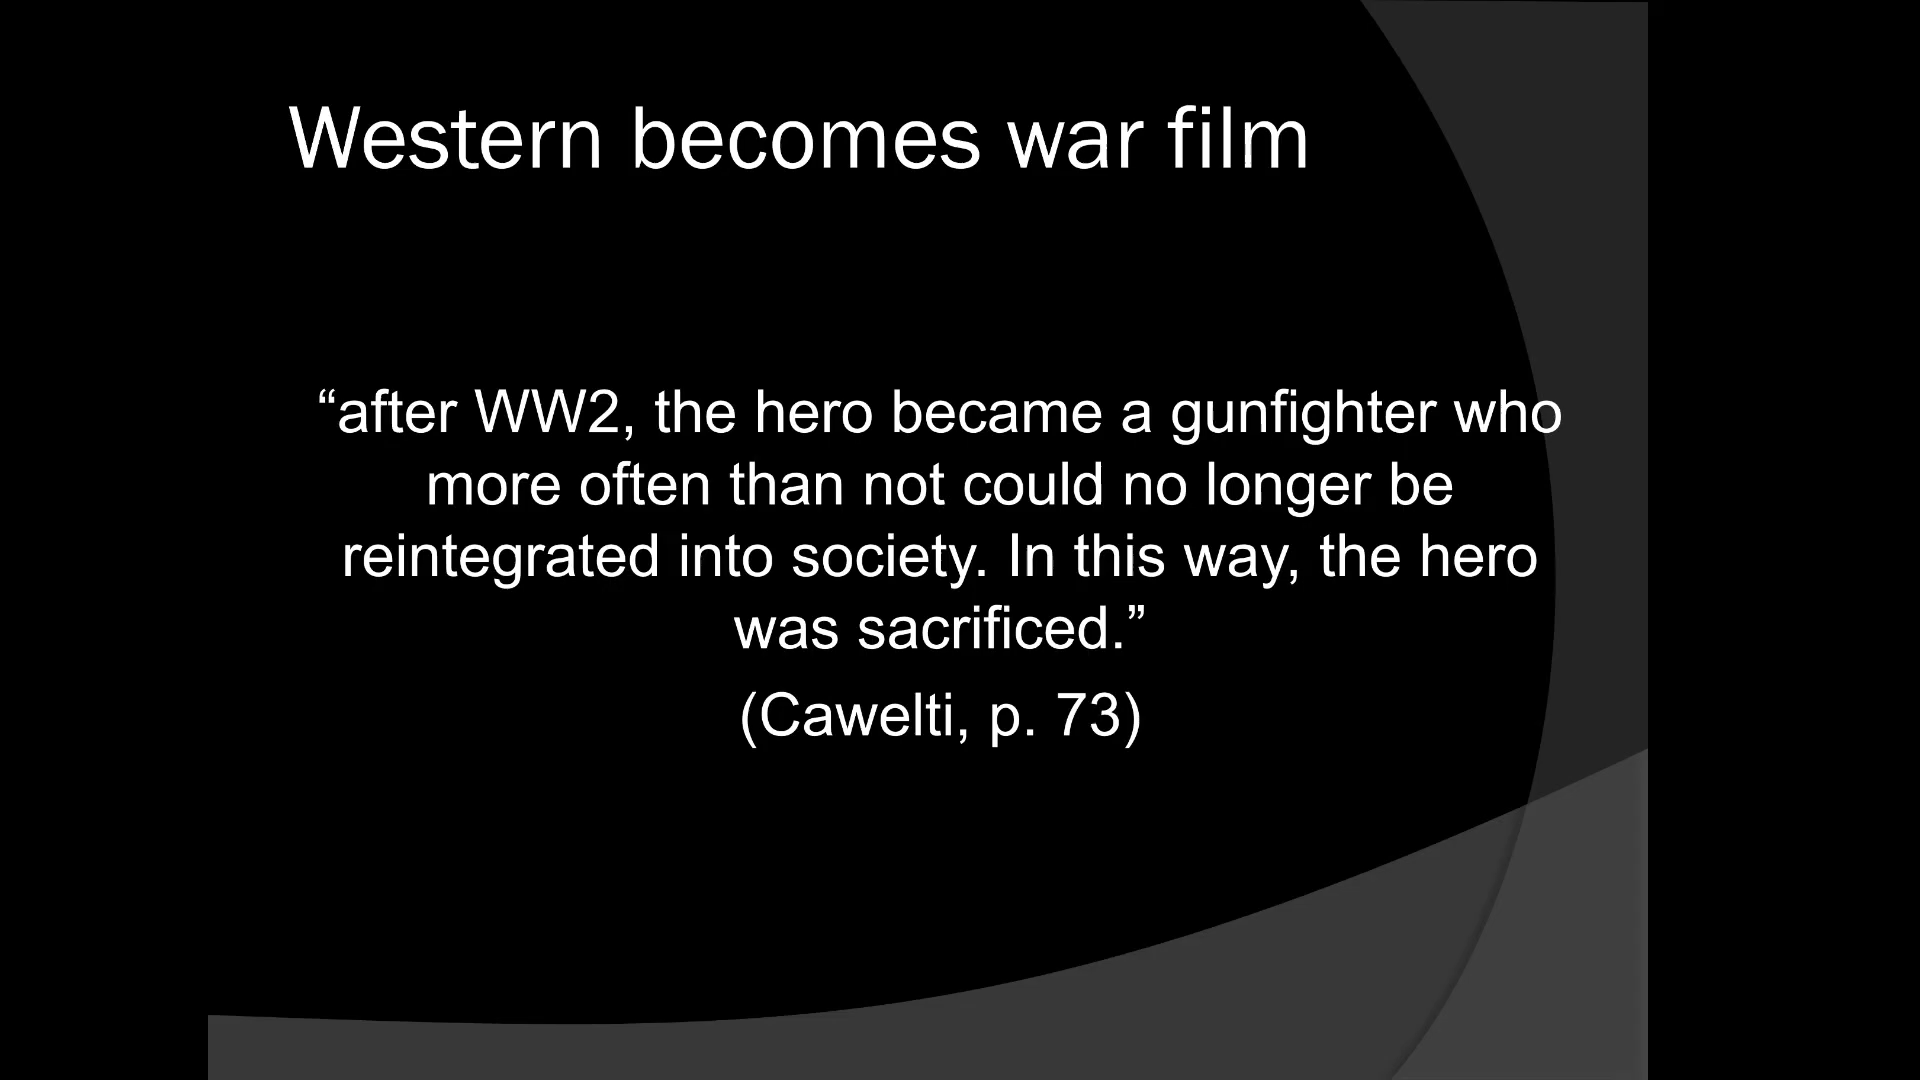 Western becomes war film
“after WW2, the hero became a gunfighter who
more often than not could no longer be
reintegrated into society. In this way, the hero
was sacrificed.”
(Cawelti, p. 73)